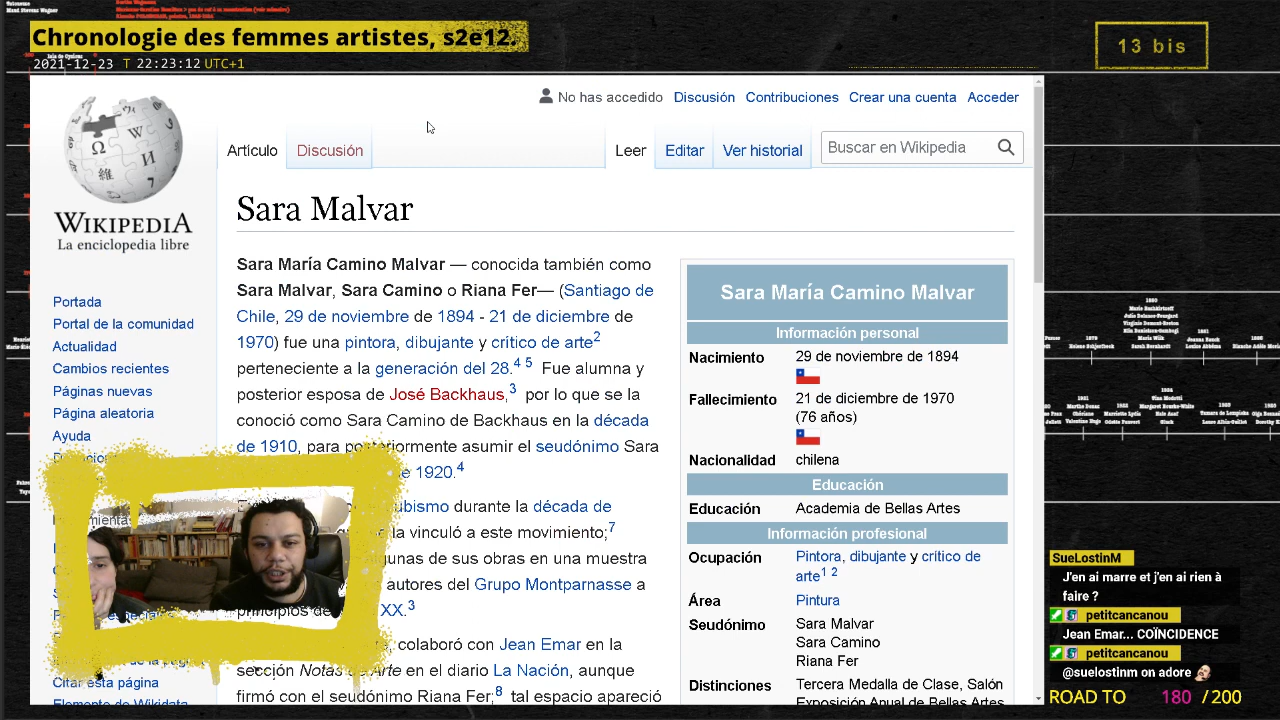 Chronologie des femmes artistes, s2e12.
2021-12-23 T 22:23:12 UTC+1
13 bis
No has accedido Discusión Contribuciones Crear una cuenta Acceder
Artículo Discusión Leer Editar Ver historial Buscar en Wikipedia
WIKIPEDIA
La enciclopedia libre
Portada
Portal de la comunidad
Actualidad
Cambios recientes
Páginas nuevas
Página aleatoria
Ayuda
Citar esta página
Elemento de Wikidata
Sara Malvar
Sara María Camino Malvar — conocida también como
Sara Malvar, Sara Camino o Riana Fer— (Santiago de
Chile, 29 de noviembre de 1894 - 21 de diciembre de
1970) fue una pintora, dibujante y crítico de arte2
perteneciente a la generación del 28.4 5 Fue alumna y
posterior esposa de José Backhaus,3 por lo que se la
conoció como Sara Camino de Backhaus en la década
de 1910, para posteriormente asumir el seudónimo Sara
e 1920.4
ubismo durante la década de
la vinculó a este movimiento;7
gunas de sus obras en una muestra
autores del Grupo Montparnasse a
principios de XX.3
, colaboró con Jean Emar en la
sección Notas de Arte en el diario La Nación, aunque
firmó con el seudónimo Riana Fer;8 tal espacio apareció
Sara María Camino Malvar
Información personal
Nacimiento 29 de noviembre de 1894
Fallecimiento 21 de diciembre de 1970
(76 años)
Nacionalidad chilena
Educación
Educación Academia de Bellas Artes
Información profesional
Ocupación Pintora, dibujante y crítico de
arte1 2
Área Pintura
Seudónimo Sara Malvar
Sara Camino
Riana Fer
Distinciones Tercera Medalla de Clase, Salón
Exposición Anual de Bellas Artes
SueLostinM
J'en ai marre et j'en ai rien à
faire ?
petitcancanou
Jean Emar... COÏNCIDENCE
petitcancanou
@suelostinm on adore
ROAD TO 180 / 200